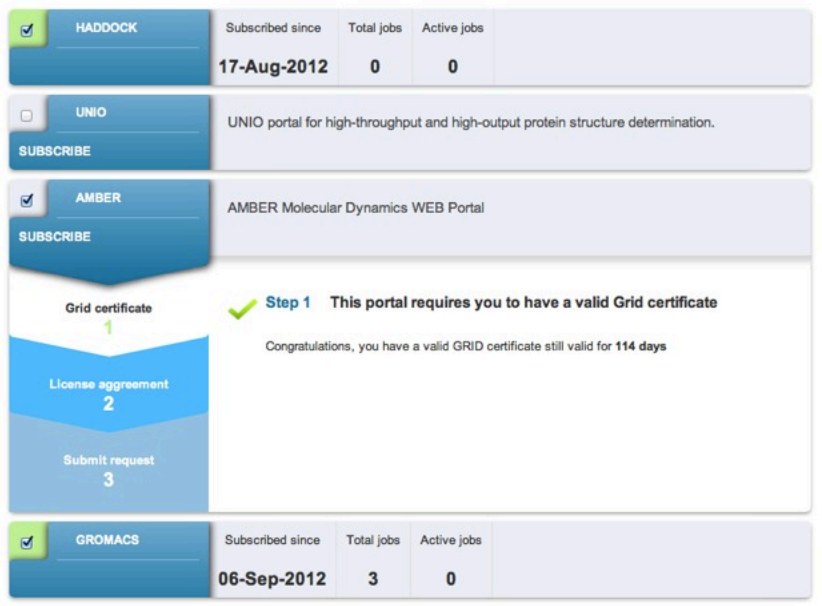 HADDOCK
Subscribed since Total jobs Active jobs
17-Aug-2012 0 0
UNIO
SUBSCRIBE
UNIO portal for high-throughput and high-output protein structure determination.
AMBER
SUBSCRIBE
AMBER Molecular Dynamics WEB Portal
Grid certificate
1
License aggreement
2
Submit request
3
Step 1 This portal requires you to have a valid Grid certificate
Congratulations, you have a valid GRID certificate still valid for 114 days
GROMACS
Subscribed since Total jobs Active jobs
06-Sep-2012 3 0